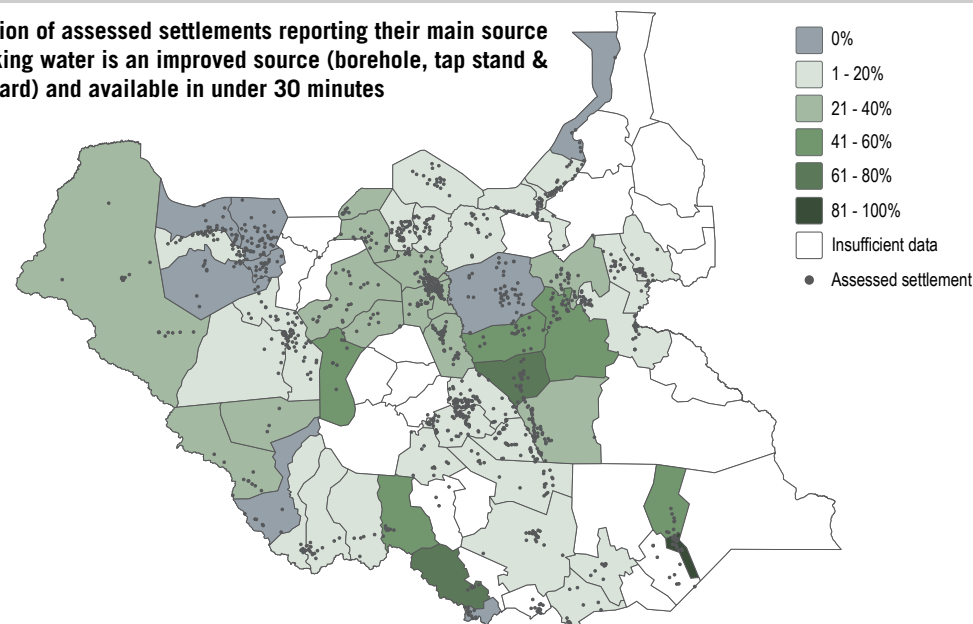 ion of assessed settlements reporting their main source
king water is an improved source (borehole, tap stand &
ard) and available in under 30 minutes
0%
1 - 20%
21 - 40%
41 - 60%
61 - 80%
81 - 100%
Insufficient data
Assessed settlement